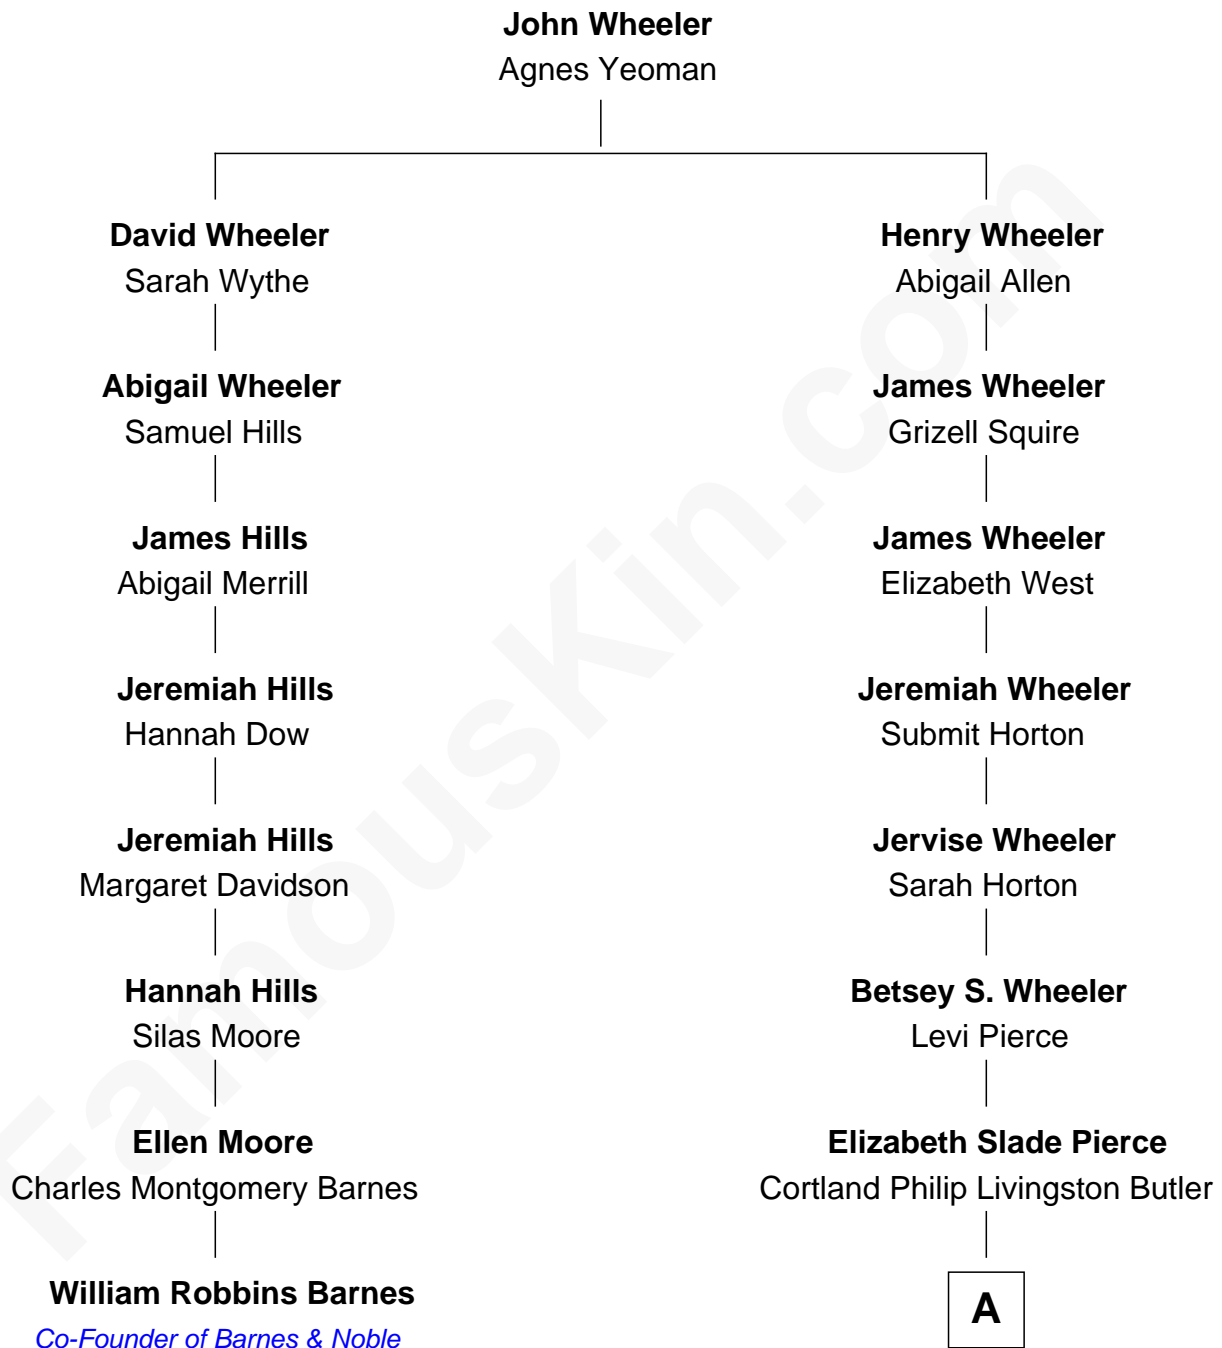 John Wheeler
Agnes Yeoman
David Wheeler
Sarah Wythe
Henry Wheeler
Abigail Allen
Abigail Wheeler
Samuel Hills
James Wheeler
Grizell Squire
James Hills
Abigail Merrill
James Wheeler
Elizabeth West
Jeremiah Hills
Hannah Dow
Jeremiah Wheeler
Submit Horton
Jeremiah Hills
Margaret Davidson
Jervise Wheeler
Sarah Horton
Hannah Hills
Silas Moore
Betsey S. Wheeler
Levi Pierce
Ellen Moore
Charles Montgomery Barnes
Elizabeth Slade Pierce
Cortland Philip Livingston Butler
William Robbins Barnes
Co-Founder of Barnes & Noble
A
FamousKin.com